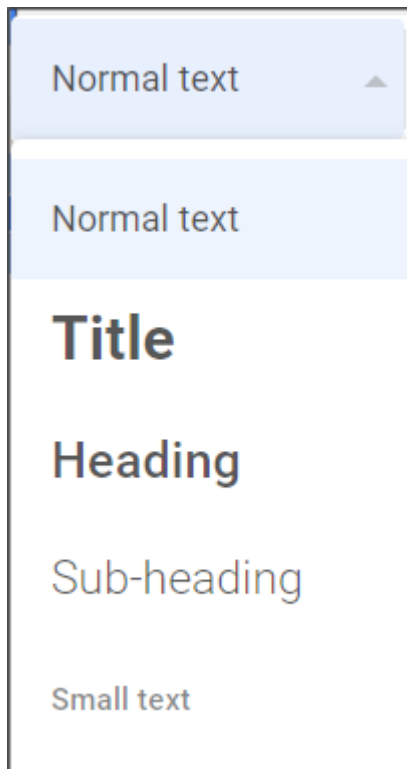 Normal text
Normal text
Title
Heading
Sub-heading
Small text